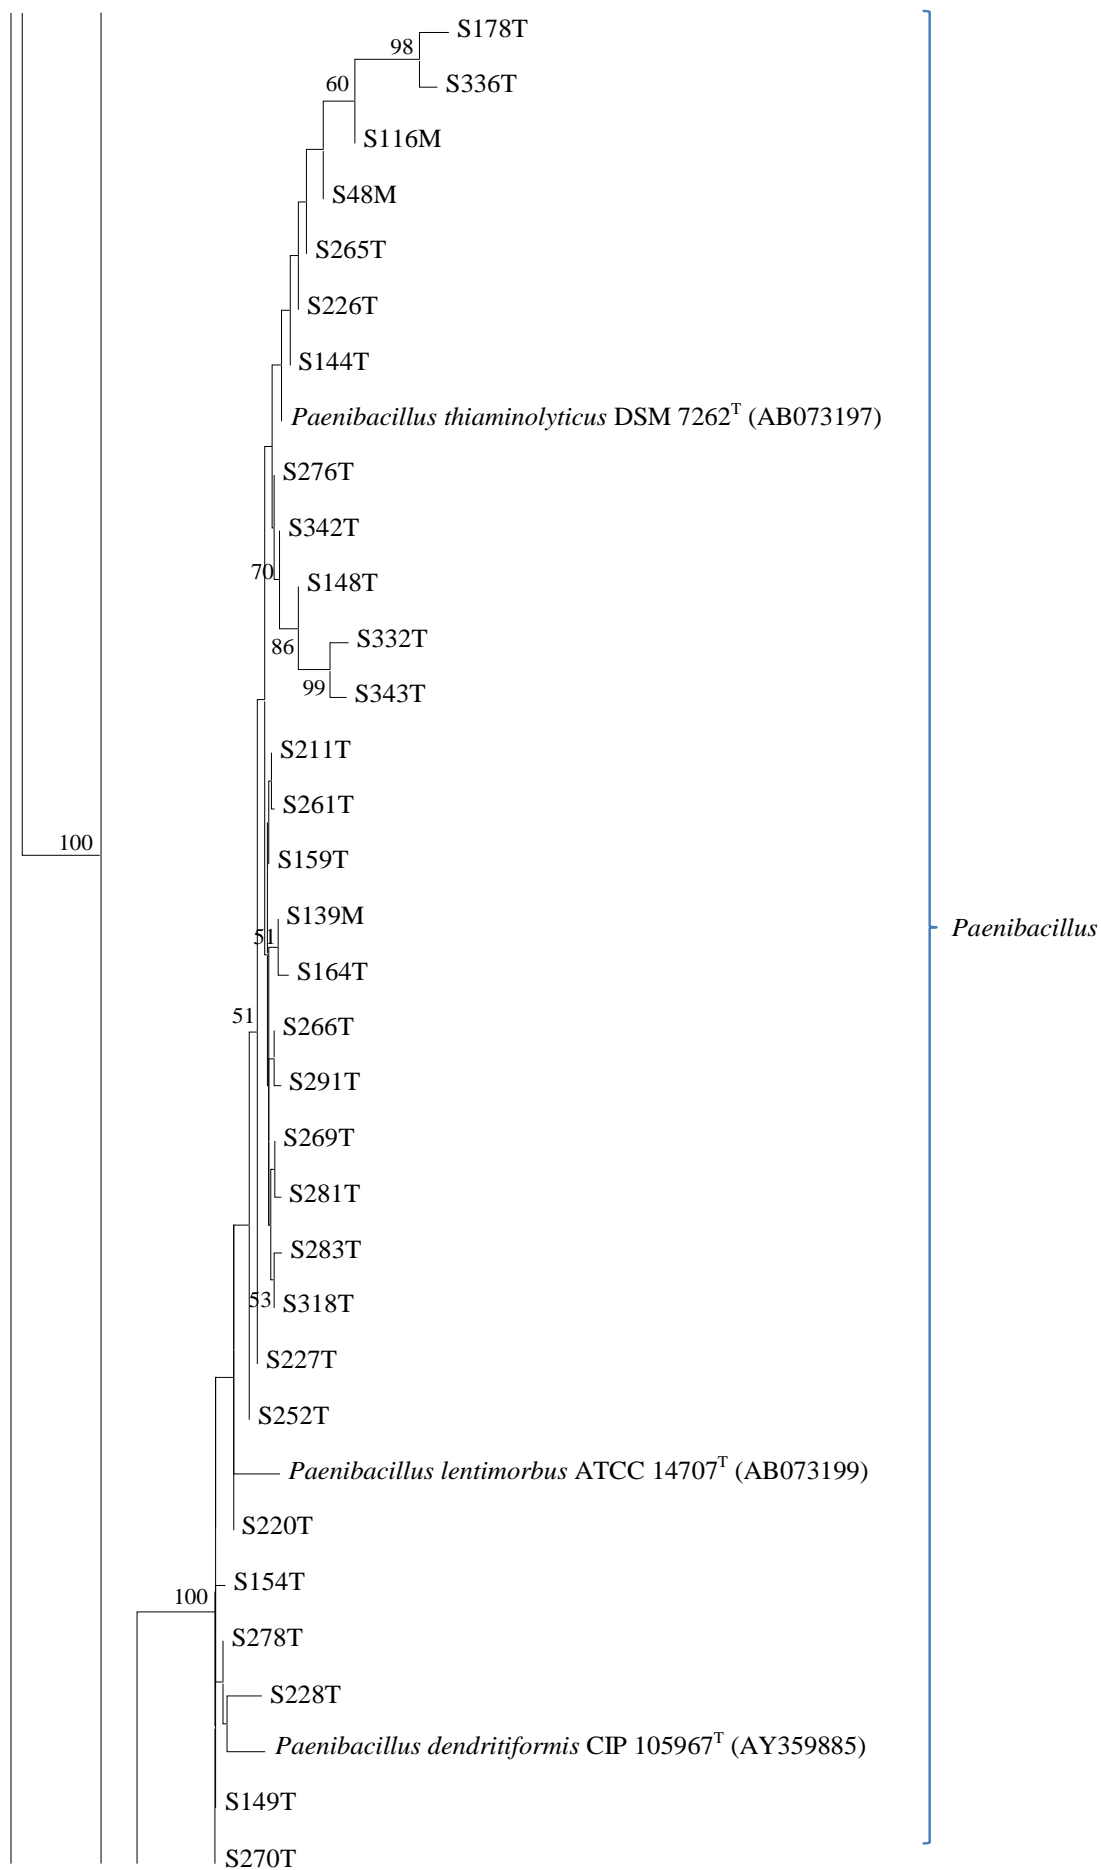 S178T
98
S336T
60
S116M
S48M
S265T
S226T
S144T
Paenibacillus thiaminolyticus DSM 7262T (AB073197)
S276T
S342T
70
S148T
S332T
86
99
S343T
S211T
S261T
100
S159T
S139M
Paenibacillus
51
S164T
51
S266T
S291T
S269T
S281T
S283T
53
S318T
S227T
S252T
Paenibacillus lentimorbus ATCC 14707T (AB073199)
S220T
S154T
100
S278T
S228T
Paenibacillus dendritiformis CIP 105967T (AY359885)
S149T
S270T